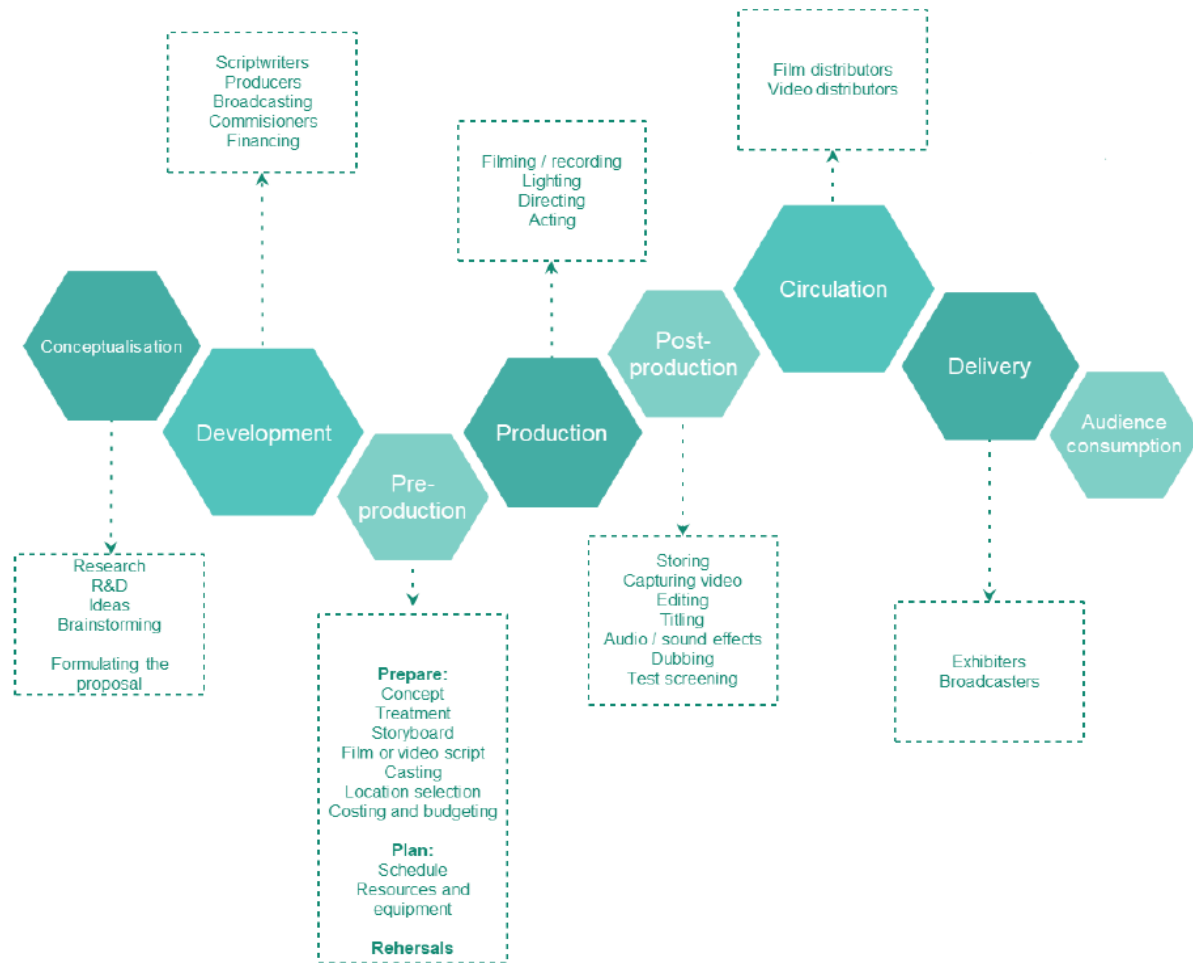 Conceptualisation
Research
R&D
Ideas
Brainstorming
Formulating the
proposal
Scriptwriters
Producers
Broadcasting
Commisioners
Financing
Development
Pre-
production
Prepare:
Concept
Treatment
Storyboard
Film or video script
Casting
Location selection
Costing and budgeting
Plan:
Schedule
Resources and
equipment
Rehersals
Filming / recording
Lighting
Directing
Acting
Production
Post-
production
Storing
Capturing video
Editing
Titling
Audio / sound effects
Dubbing
Test screening
Film distributors
Video distributors
Circulation
Delivery
Exhibiters
Broadcasters
Audience
consumption